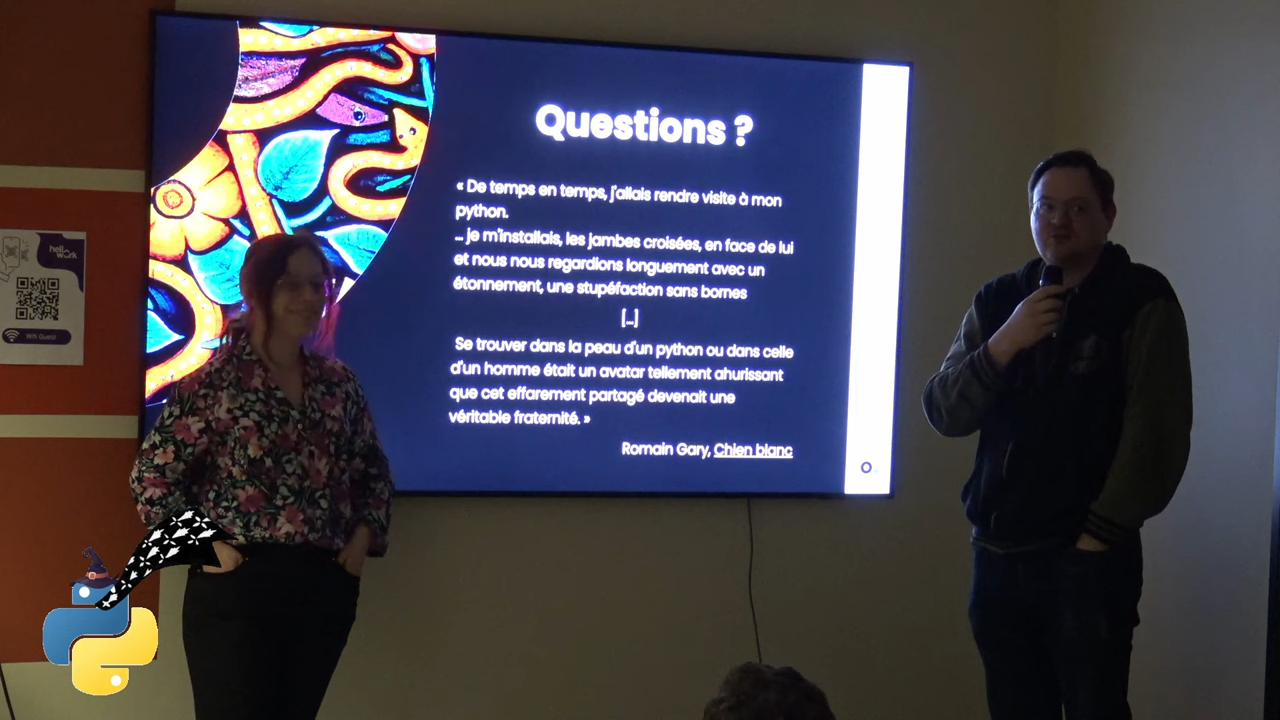 Questions ?
« De temps en temps, j'allais rendre visite à mon
python.
... je m'installais, les jambes croisées, en face de lui
et nous nous regardions longuement avec un
étonnement, une stupéfaction sans bornes
[...]
Se trouver dans la peau d'un python ou dans celle
d'un homme était un avatar tellement ahurissant
que cet effarement partagé devenait une
véritable fraternité. »
Romain Gary, Chien blanc
hellowork
Wifi Guest